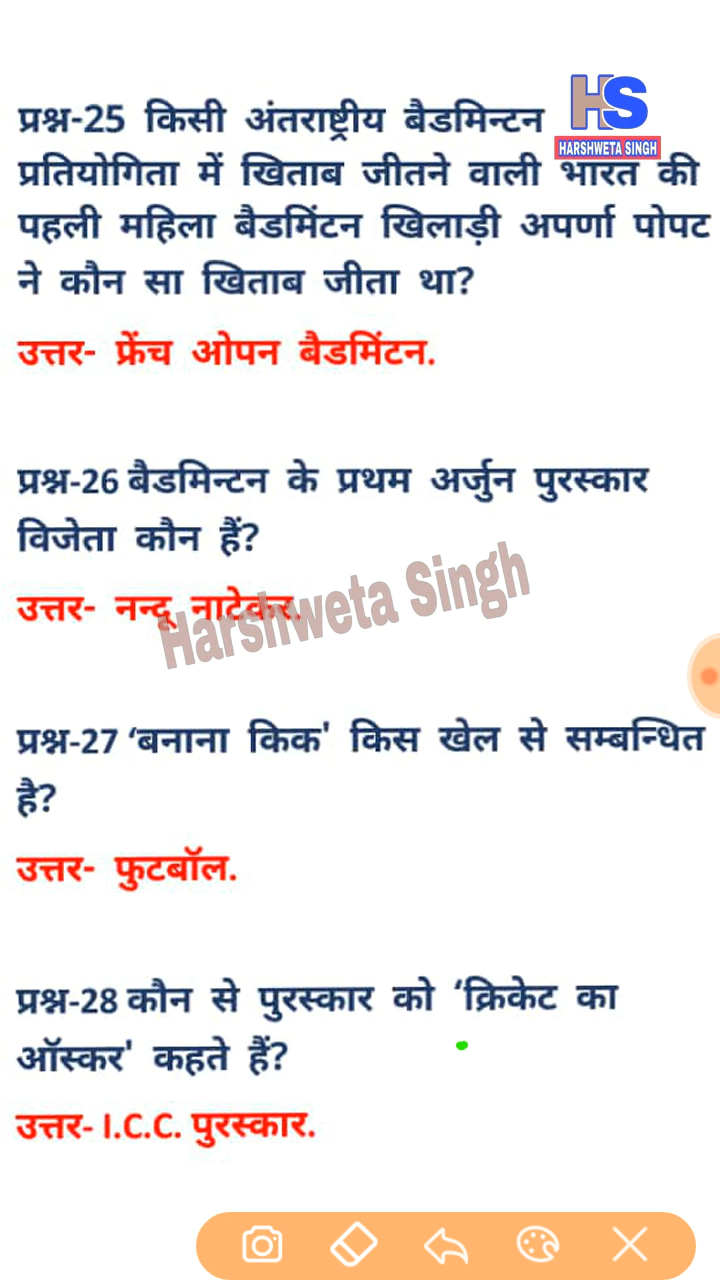 HS
HARSHWETA SINGH
प्रश्न-25 किसी अंतराष्ट्रीय बैडमिन्टन
प्रतियोगिता में खिताब जीतने वाली भारत की
पहली महिला बैडमिंटन खिलाड़ी अपर्णा पोपट
ने कौन सा खिताब जीता था?
उत्तर- फ्रेंच ओपन बैडमिंटन.
प्रश्न-26 बैडमिन्टन के प्रथम अर्जुन पुरस्कार
विजेता कौन हैं?
उत्तर- नन्दू नाटेकर.
Harshweta Singh
प्रश्न-27 ‘बनाना किक' किस खेल से सम्बन्धित
है?
उत्तर- फुटबॉल.
प्रश्न-28 कौन से पुरस्कार को ‘क्रिकेट का
ऑस्कर' कहते हैं?
उत्तर- I.C.C. पुरस्कार.